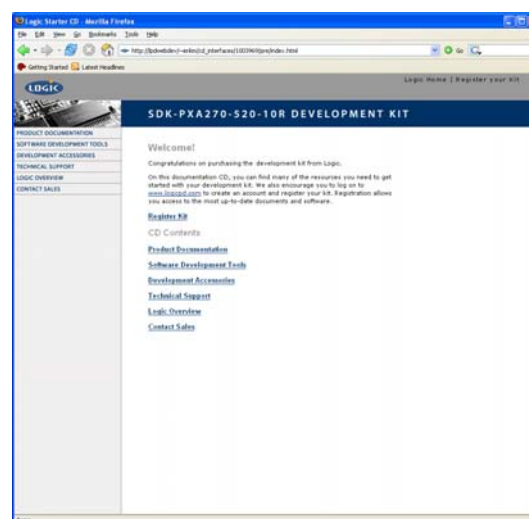 Logic Starter CD - Mozilla Firefox
File Edit View Go Bookmarks Tools Help
Go
Getting Started Latest Headlines
LOGIC
Logic Home | Register your Kit
SDK-PXA270-520-10R DEVELOPMENT KIT
PRODUCT DOCUMENTATION
SOFTWARE DEVELOPMENT TOOLS
DEVELOPMENT ACCESSORIES
TECHNICAL SUPPORT
LOGIC OVERVIEW
CONTACT SALES
Welcome!
Congratulations on purchasing the development kit from Logic.
On this documentation CD, you can find many of the resources you need to get
started with your development kit. We also encourage you to log on to
www.logicpd.com to create an account and register your kit. Registration allows
you access to the most up-to-date documents and software.
Register Kit
CD Contents
Product Documentation
Software Development Tools
Development Accessories
Technical Support
Logic Overview
Contact Sales